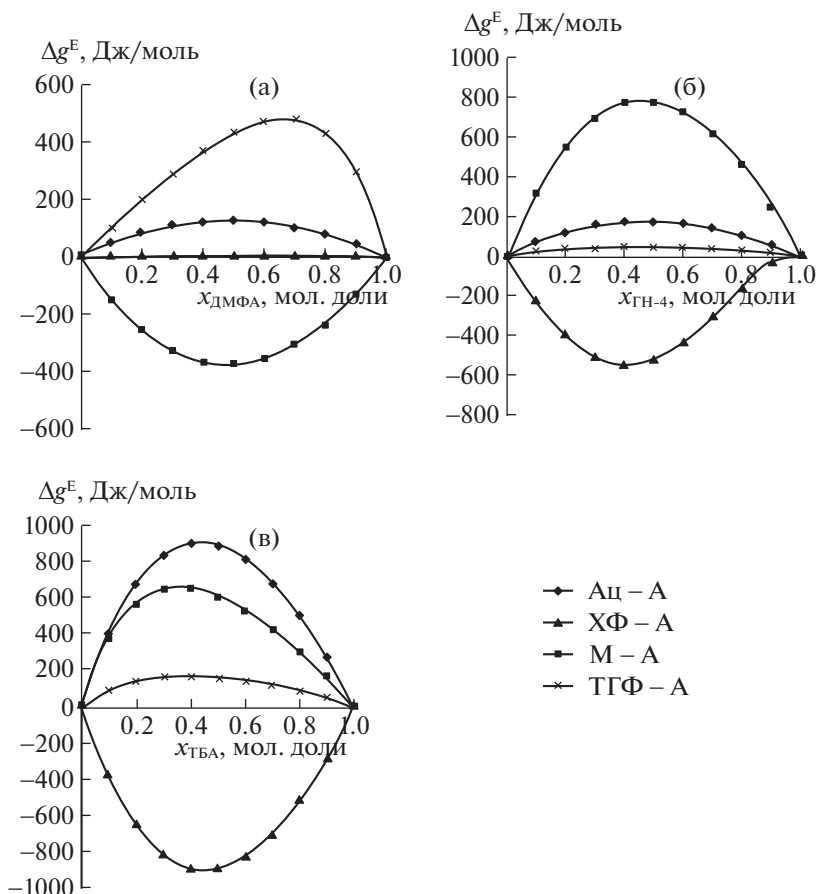 Δg^E, Дж/моль
600
(а)
400
200
0
0.2 0.4 0.6 0.8 1.0
x_ДМФА, мол. доли
−200
−400
−600
Δg^E, Дж/моль
1000
(б)
800
600
400
200
0
0.2 0.4 0.6 0.8 1.0
x_ГН-4, мол. доли
−200
−400
−600
−800
Δg^E, Дж/моль
1000
(в)
800
600
400
200
0
0.2 0.4 0.6 0.8 1.0
x_ТБА, мол. доли
−200
−400
−600
−800
−1000
Ац – А
ХФ – А
М – А
ТГФ – А